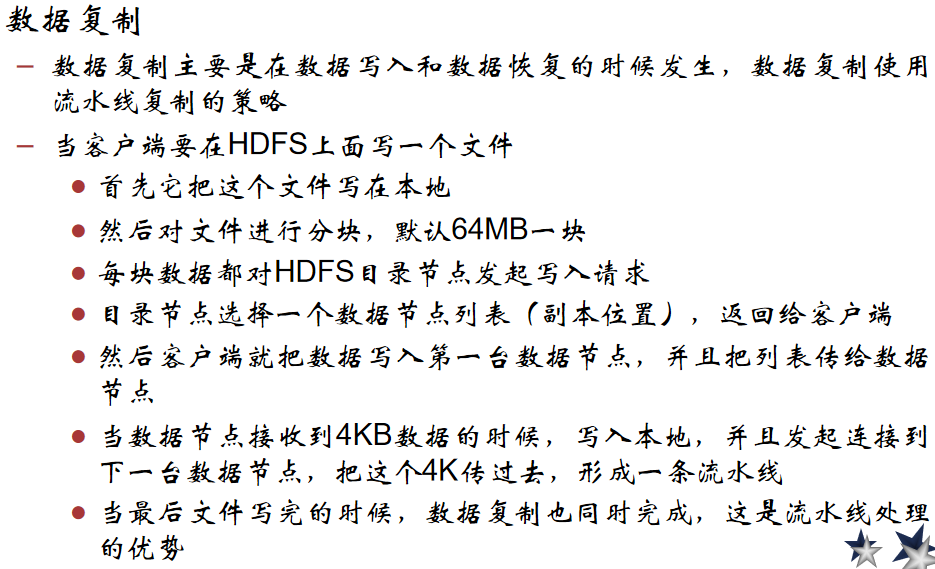 数据复制
– 数据复制主要是在数据写入和数据恢复的时候发生，数据复制使用
流水线复制的策略
– 当客户端要在HDFS上面写一个文件
● 首先它把这个文件写在本地
● 然后对文件进行分块，默认64MB一块
● 每块数据都对HDFS目录节点发起写入请求
● 目录节点选择一个数据节点列表（副本位置），返回给客户端
● 然后客户端就把数据写入第一台数据节点，并且把列表传给数据
节点
● 当数据节点接收到4KB数据的时候，写入本地，并且发起连接到
下一台数据节点，把这个4K传过去，形成一条流水线
● 当最后文件写完的时候，数据复制也同时完成，这是流水线处理
的优势